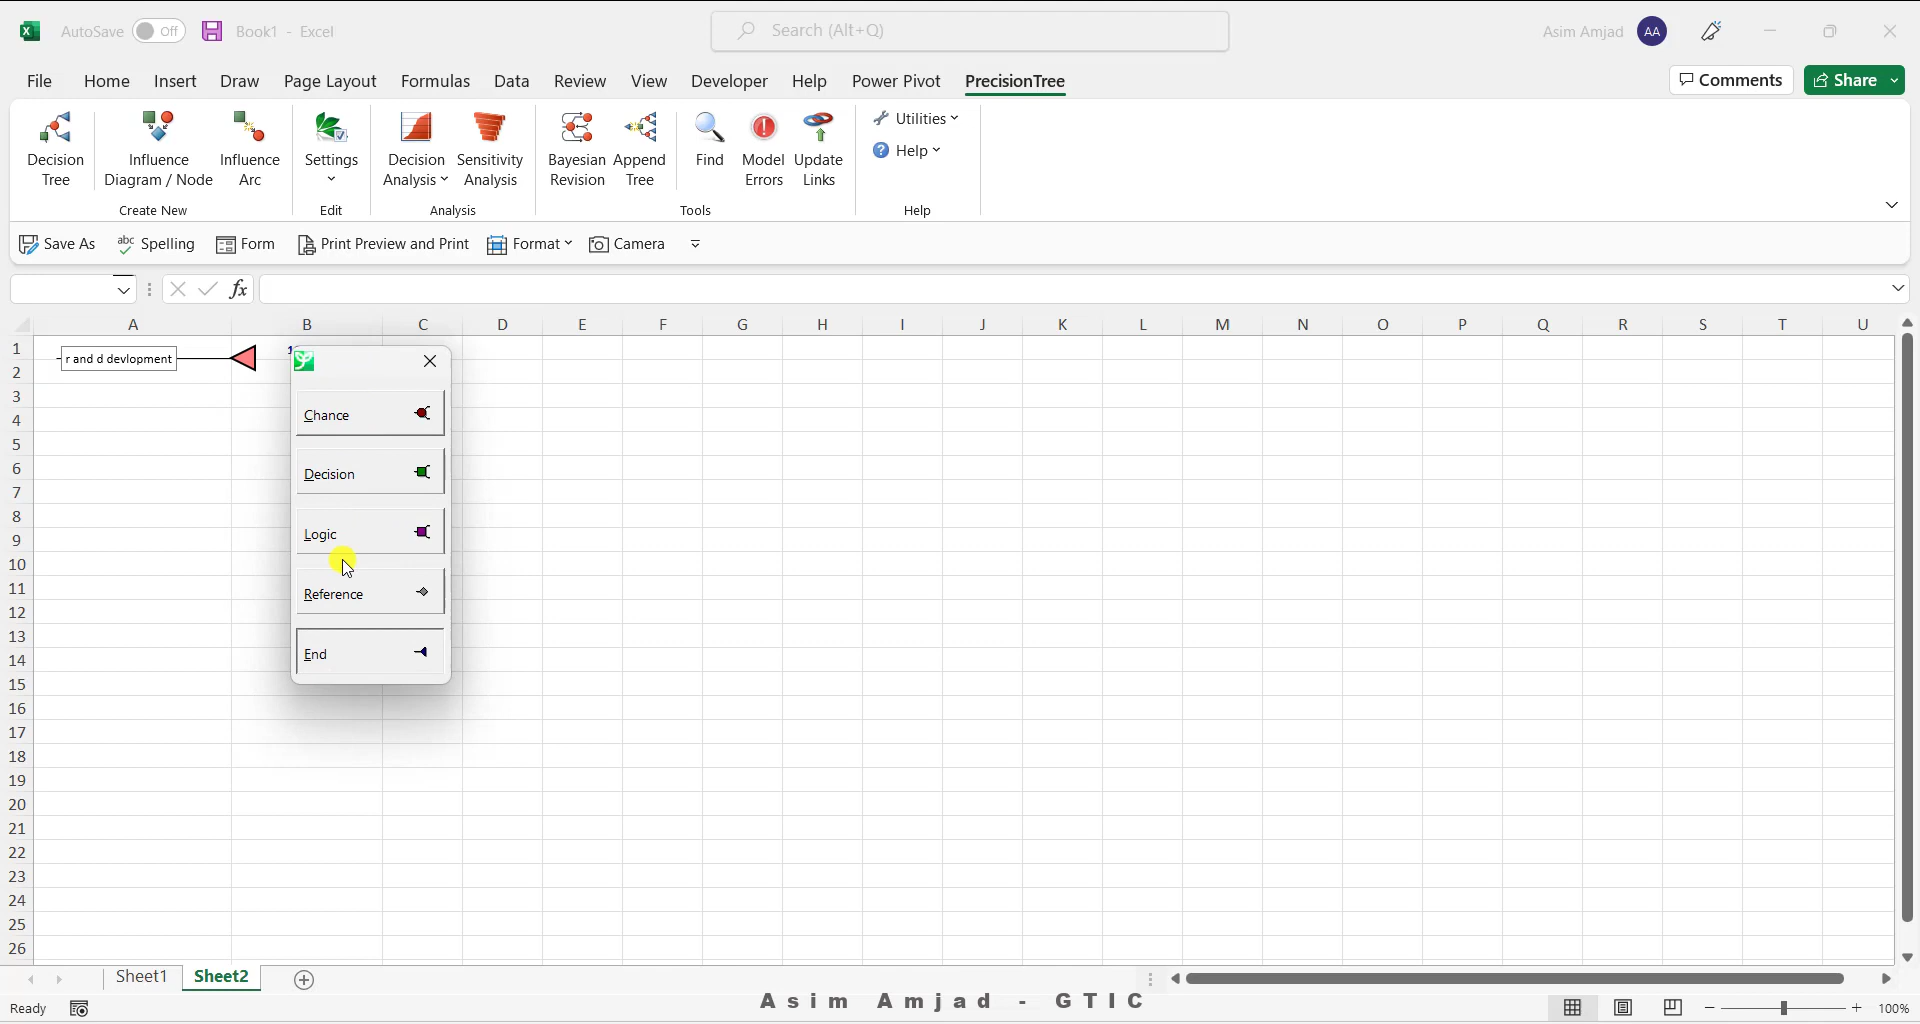 AutoSave Off Book1 - Excel Search (Alt+Q) Asim Amjad AA
File Home Insert Draw Page Layout Formulas Data Review View Developer Help Power Pivot PrecisionTree Comments Share
Decision Tree
Influence Diagram / Node
Influence Arc
Create New
Settings
Edit
Decision Analysis
Sensitivity Analysis
Analysis
Bayesian Revision
Append Tree
Find
Model Errors
Update Links
Tools
Utilities
Help
Help
Save As abc Spelling Form Print Preview and Print Format Camera
fx
A B C D E F G H I J K L M N O P Q R S T U
1
r and d devlopment
2
3
4
5
6
7
8
9
10
11
12
13
14
15
16
17
18
19
20
21
22
23
24
25
26
Chance
Decision
Logic
Reference
End
Sheet1 Sheet2
Asim Amjad - GTIC
Ready 100%